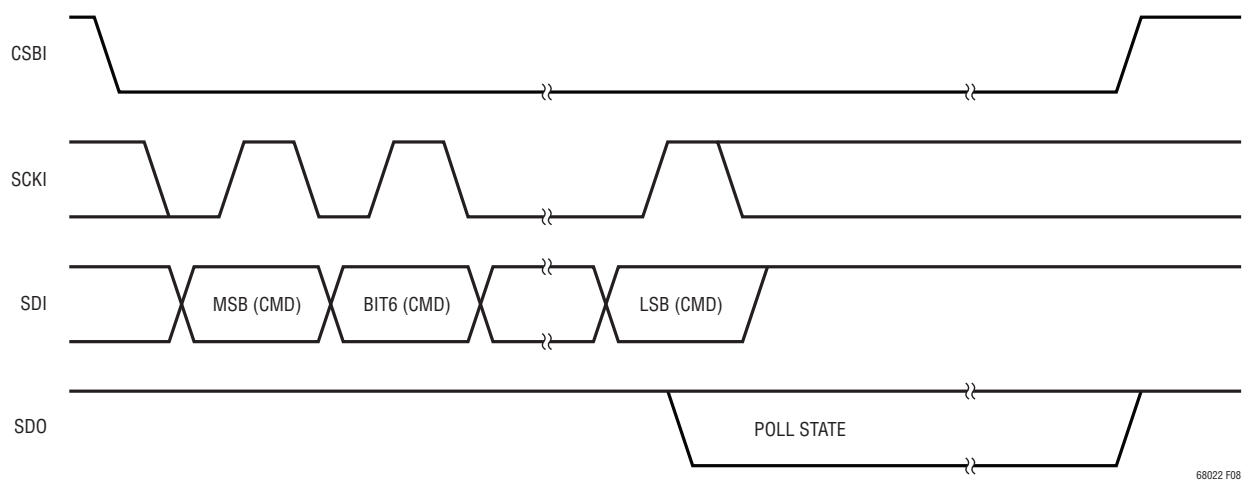 CSBI
SCKI
SDI
MSB (CMD)
BIT6 (CMD)
LSB (CMD)
SDO
POLL STATE
68022 F08